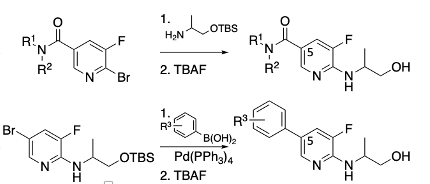 1.
R¹ N R² O F N Br
H₂N OTBS
2. TBAF
R¹ N R² O 5 F N N H OH
Br F N N H OTBS
1.
R³ B(OH)₂
Pd(PPh₃)₄
2. TBAF
R³ 5 F N N H OH